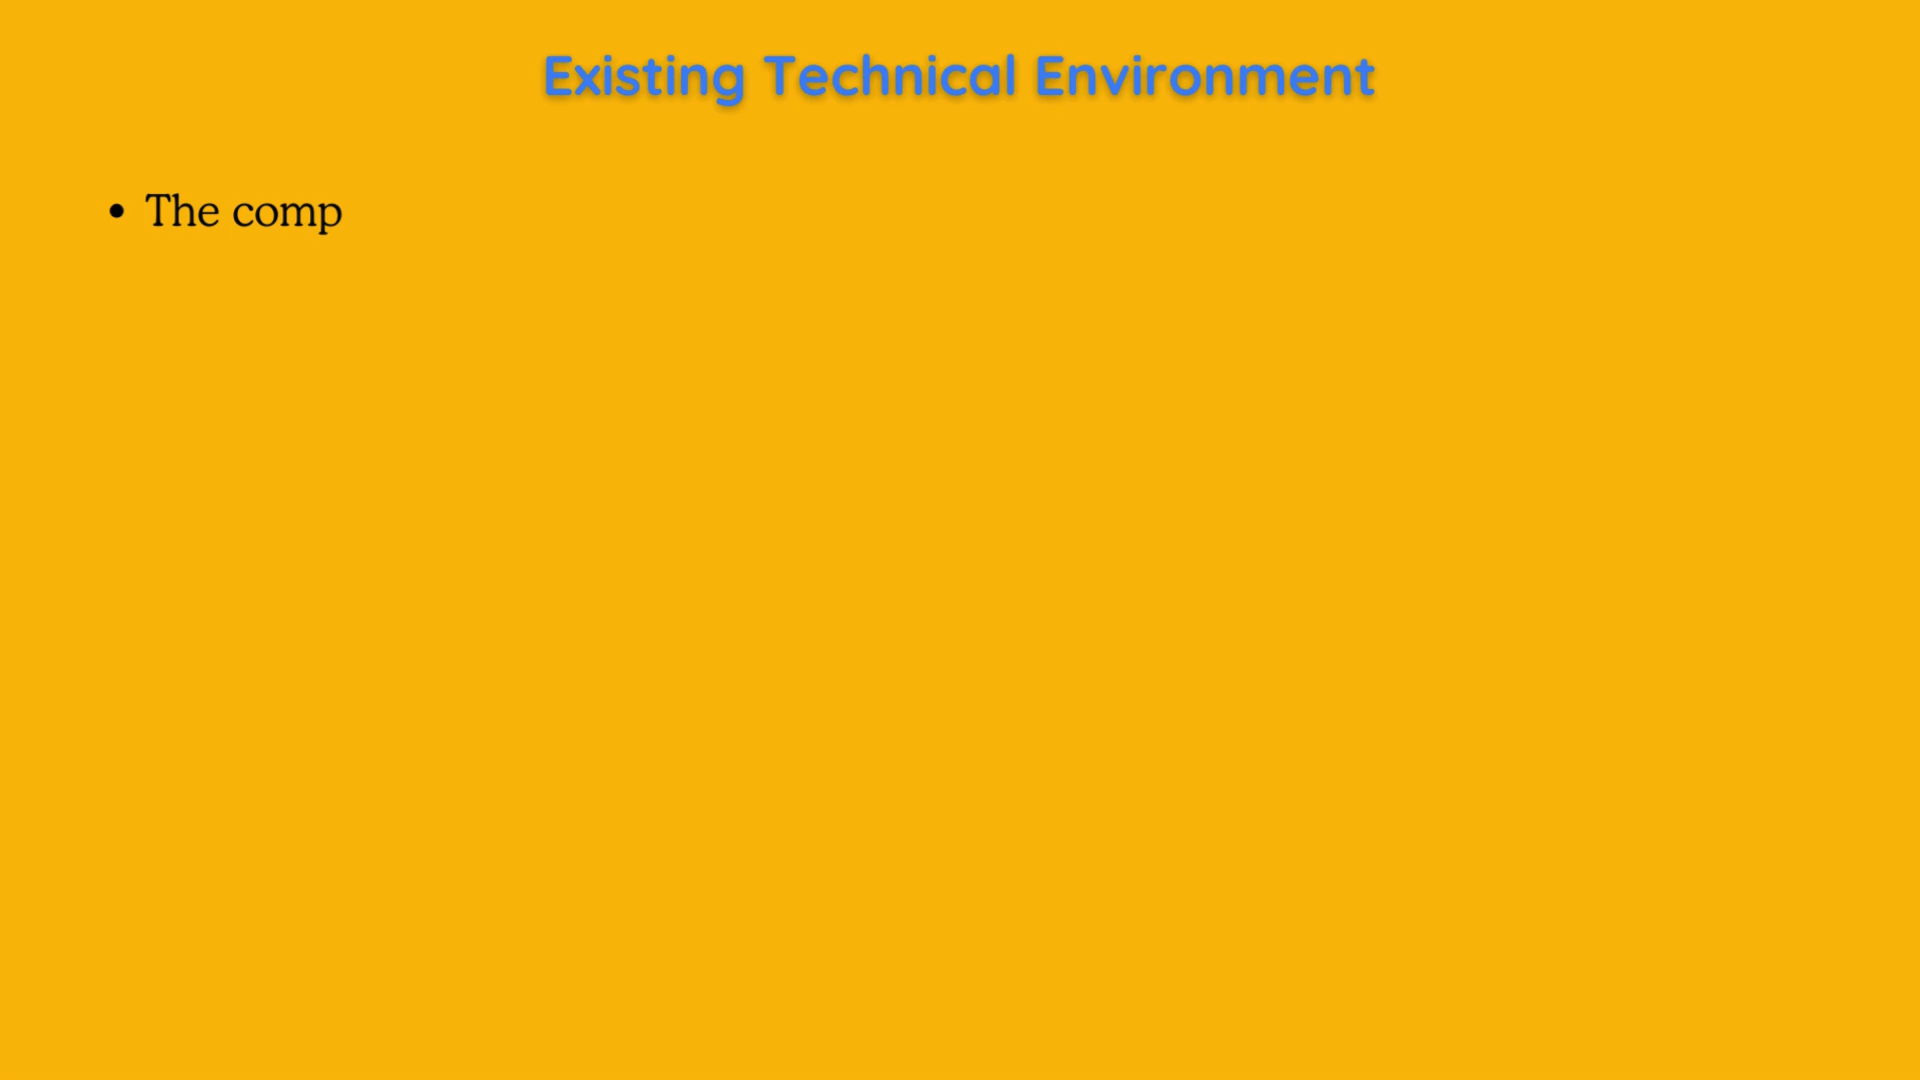 Existing Technical Environment
• The comp